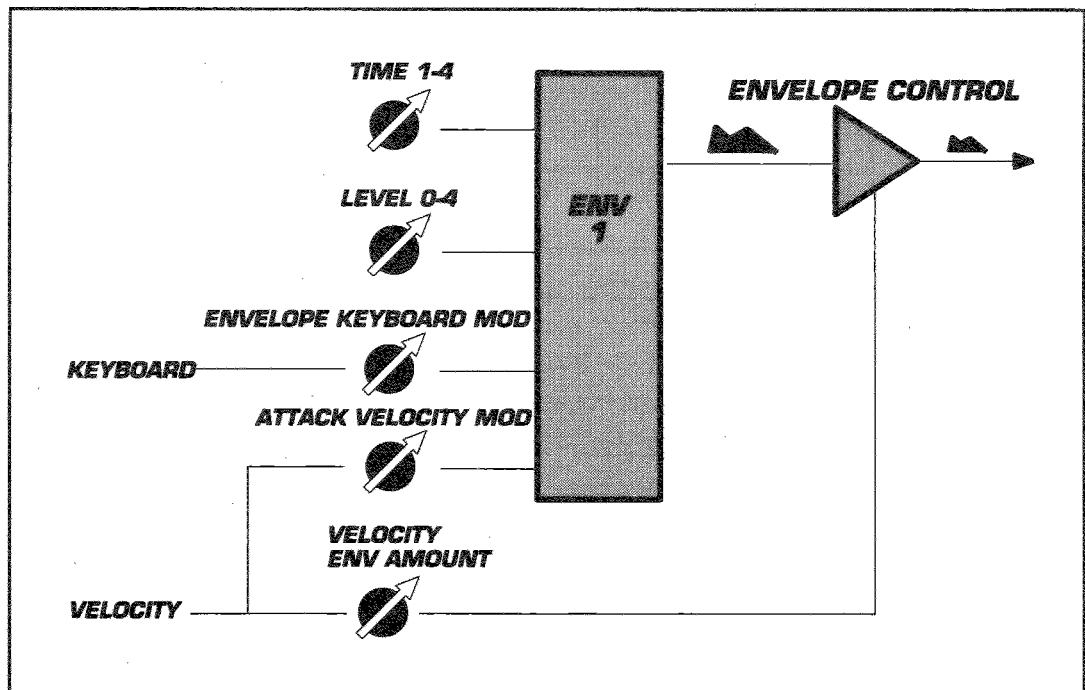 TIME 1-4
ENVELOPE CONTROL
LEVEL 0-4
ENV
1
ENVELOPE KEYBOARD MOD
KEYBOARD
ATTACK VELOCITY MOD
VELOCITY
ENV AMOUNT
VELOCITY